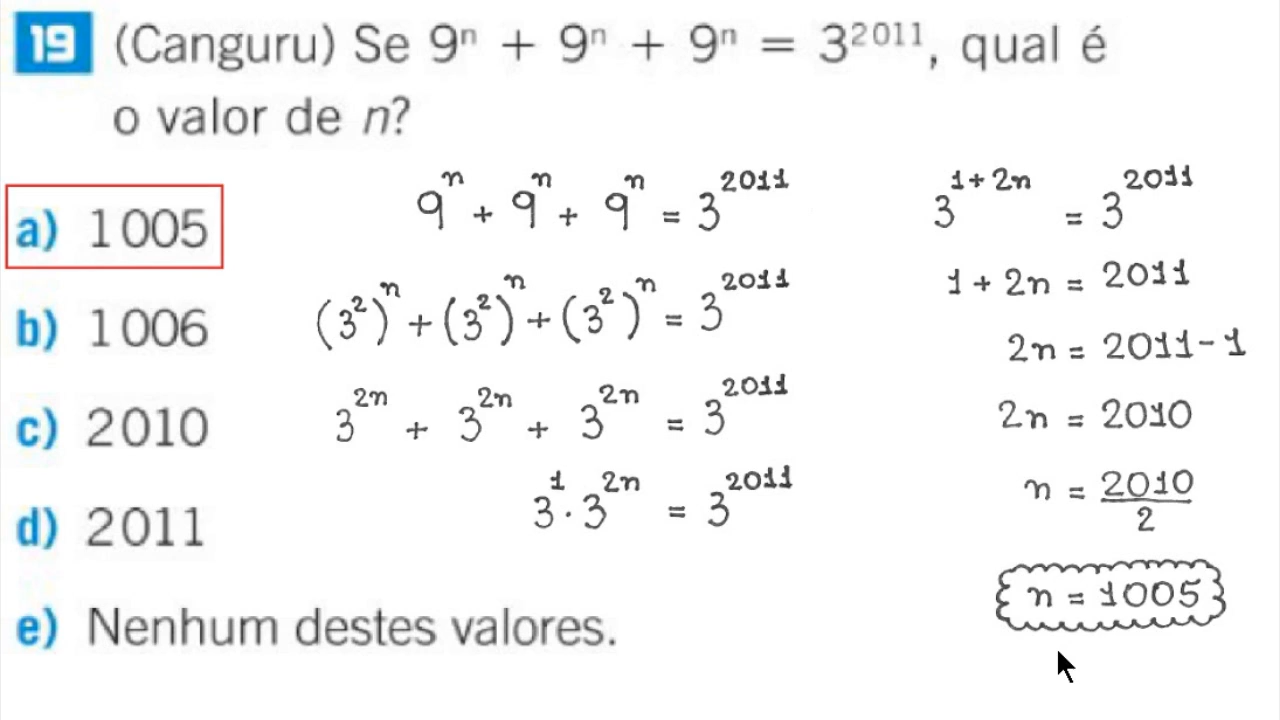 19 (Canguru) Se 9ⁿ + 9ⁿ + 9ⁿ = 3²⁰¹¹, qual é
o valor de n?
a) 1005
b) 1006
c) 2010
d) 2011
e) Nenhum destes valores.
9ⁿ + 9ⁿ + 9ⁿ = 3²⁰¹¹
(3²)ⁿ + (3²)ⁿ + (3²)ⁿ = 3²⁰¹¹
3²ⁿ + 3²ⁿ + 3²ⁿ = 3²⁰¹¹
3¹ · 3²ⁿ = 3²⁰¹¹
3¹⁺²ⁿ = 3²⁰¹¹
1 + 2n = 2011
2n = 2011 - 1
2n = 2010
n = 2010/2
n = 1005